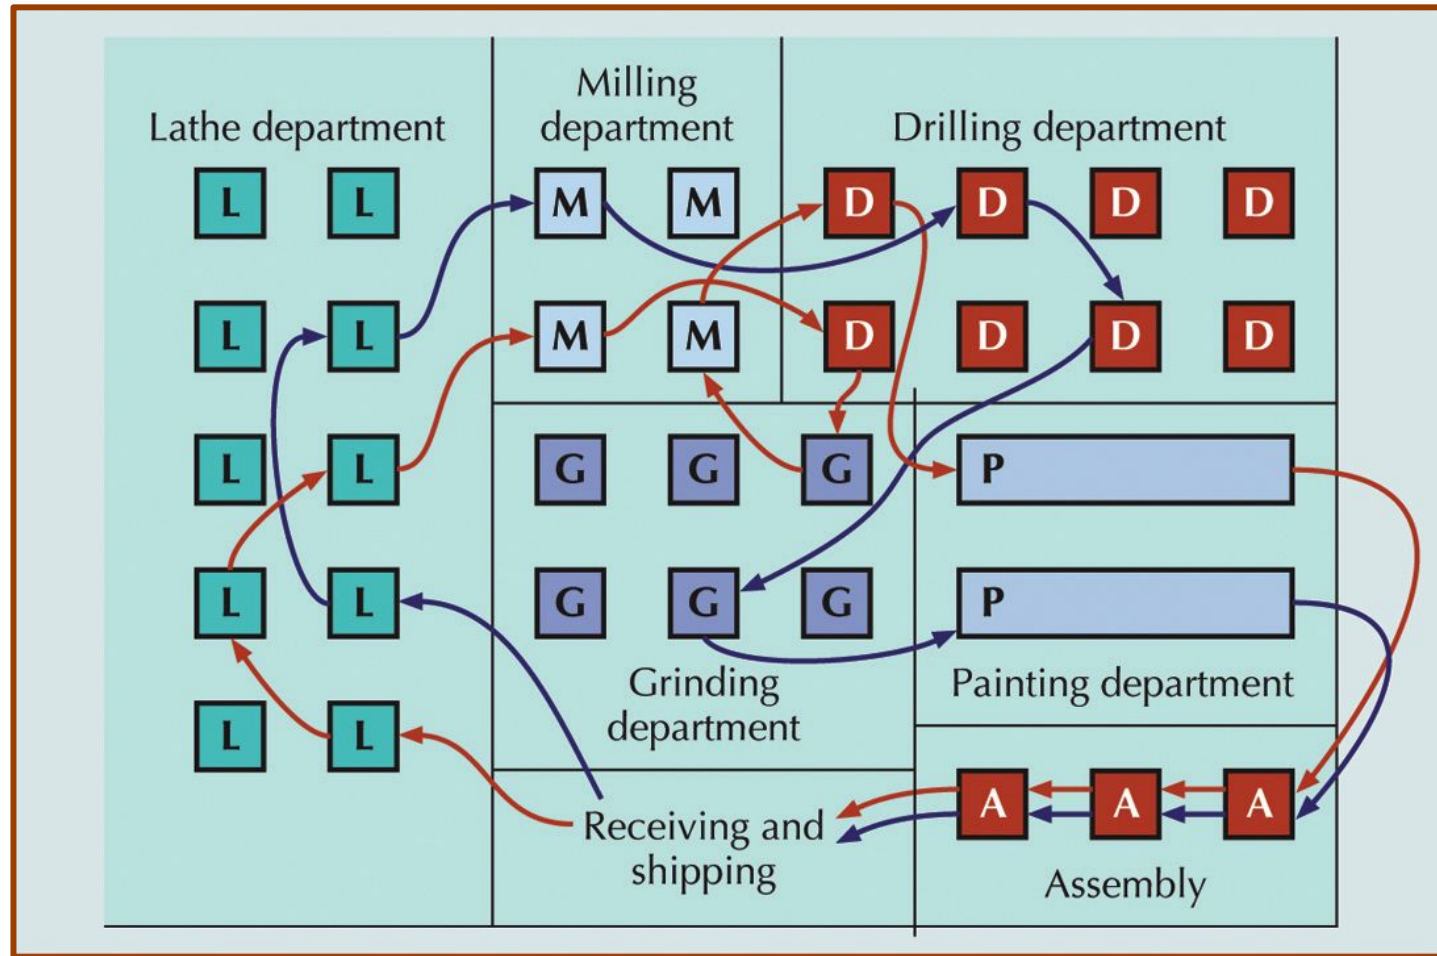 Lathe department
Milling
department
Drilling department
L L M M D D D D
L L M M D D D D
L L G G G P
L L G G G P
Grinding
department
Painting department
L L
A A A
Receiving and
shipping
Assembly